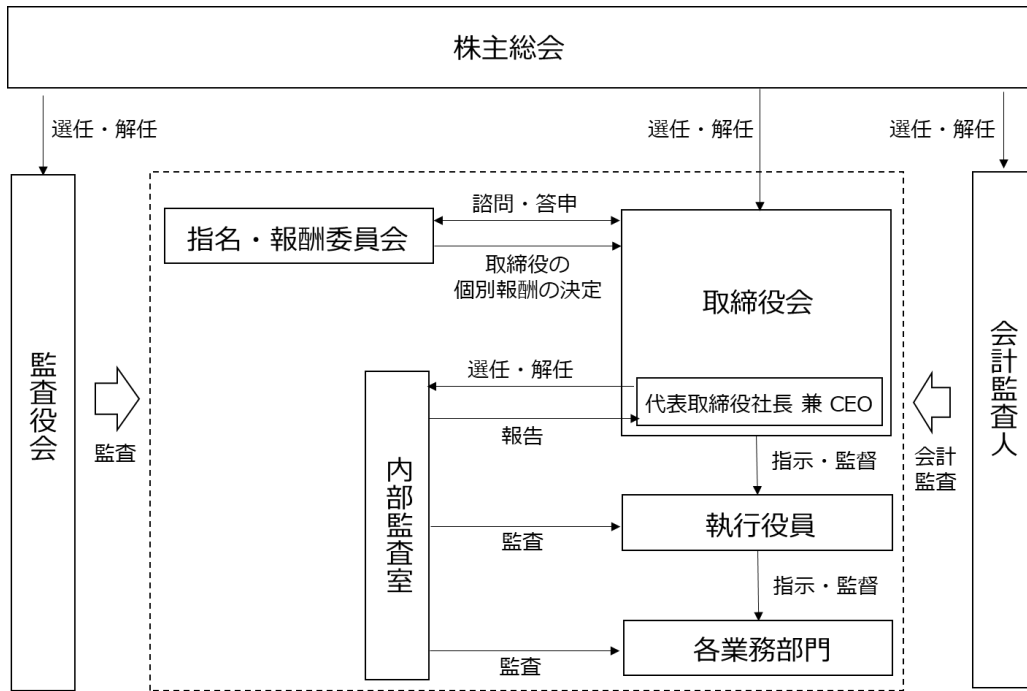 株主総会
選任・解任
選任・解任
選任・解任
監査役会
監査
指名・報酬委員会
諮問・答申
取締役の
個別報酬の決定
取締役会
代表取締役社長 兼 CEO
選任・解任
報告
内部監査室
指示・監督
執行役員
監査
指示・監督
各業務部門
監査
会計
監査
会計監査人